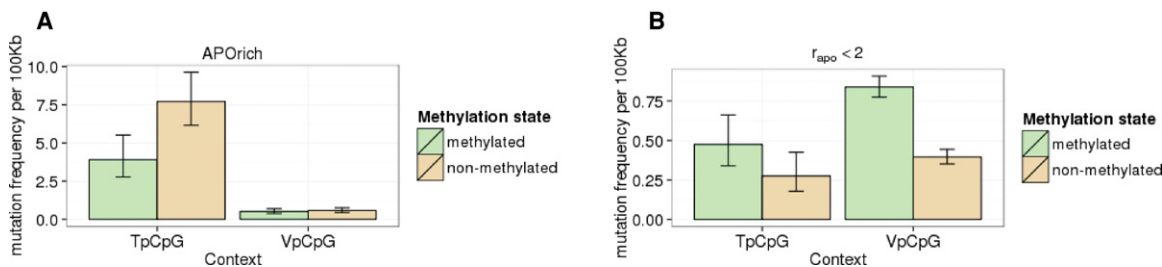 A
APOrich
mutation frequency per 100Kb
10.0
7.5
5.0
2.5
0.0
TpCpG
VpCpG
Context
Methylation state
methylated
non-methylated
B
r_apo < 2
mutation frequency per 100Kb
0.75
0.50
0.25
0.00
TpCpG
VpCpG
Context
Methylation state
methylated
non-methylated